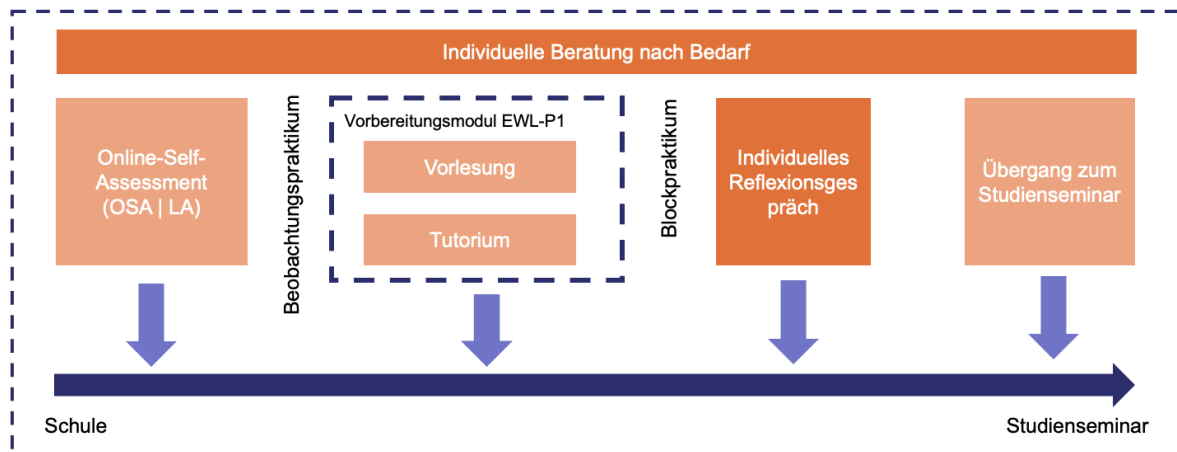 Individuelle Beratung nach Bedarf
Online-Self-
Assessment
(OSA | LA)
Beobachtungspraktikum
Vorbereitungsmodul EWL-P1
Vorlesung
Tutorium
Blockpraktikum
Individuelles
Reflexionsges
präch
Übergang zum
Studienseminar
Schule
Studienseminar